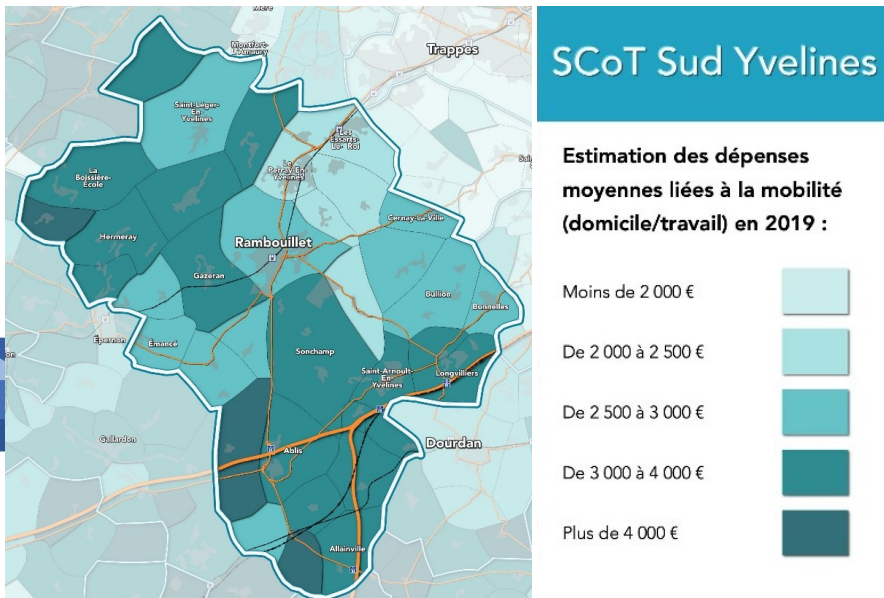 Mere
Montfort-
L'Amaury
Trappes
Saint-Léger-
En-
Yvelines
Les
Essarts-
Le- Roi
Le
Perray-En-
Yvelines
La
Boissière-
École
Cernay-La-Ville
Hermeray
Rambouillet
Gazeran
Bullion
Bonnelles
Épernon
Émancé
Sonchamp
Saint-Arnoult-
En-
Yvelines
Longvilliers
Gallardon
Ablis
Dourdan
Allainville
SCoT Sud Yvelines
Estimation des dépenses
moyennes liées à la mobilité
(domicile/travail) en 2019 :
Moins de 2 000 €
De 2 000 à 2 500 €
De 2 500 à 3 000 €
De 3 000 à 4 000 €
Plus de 4 000 €